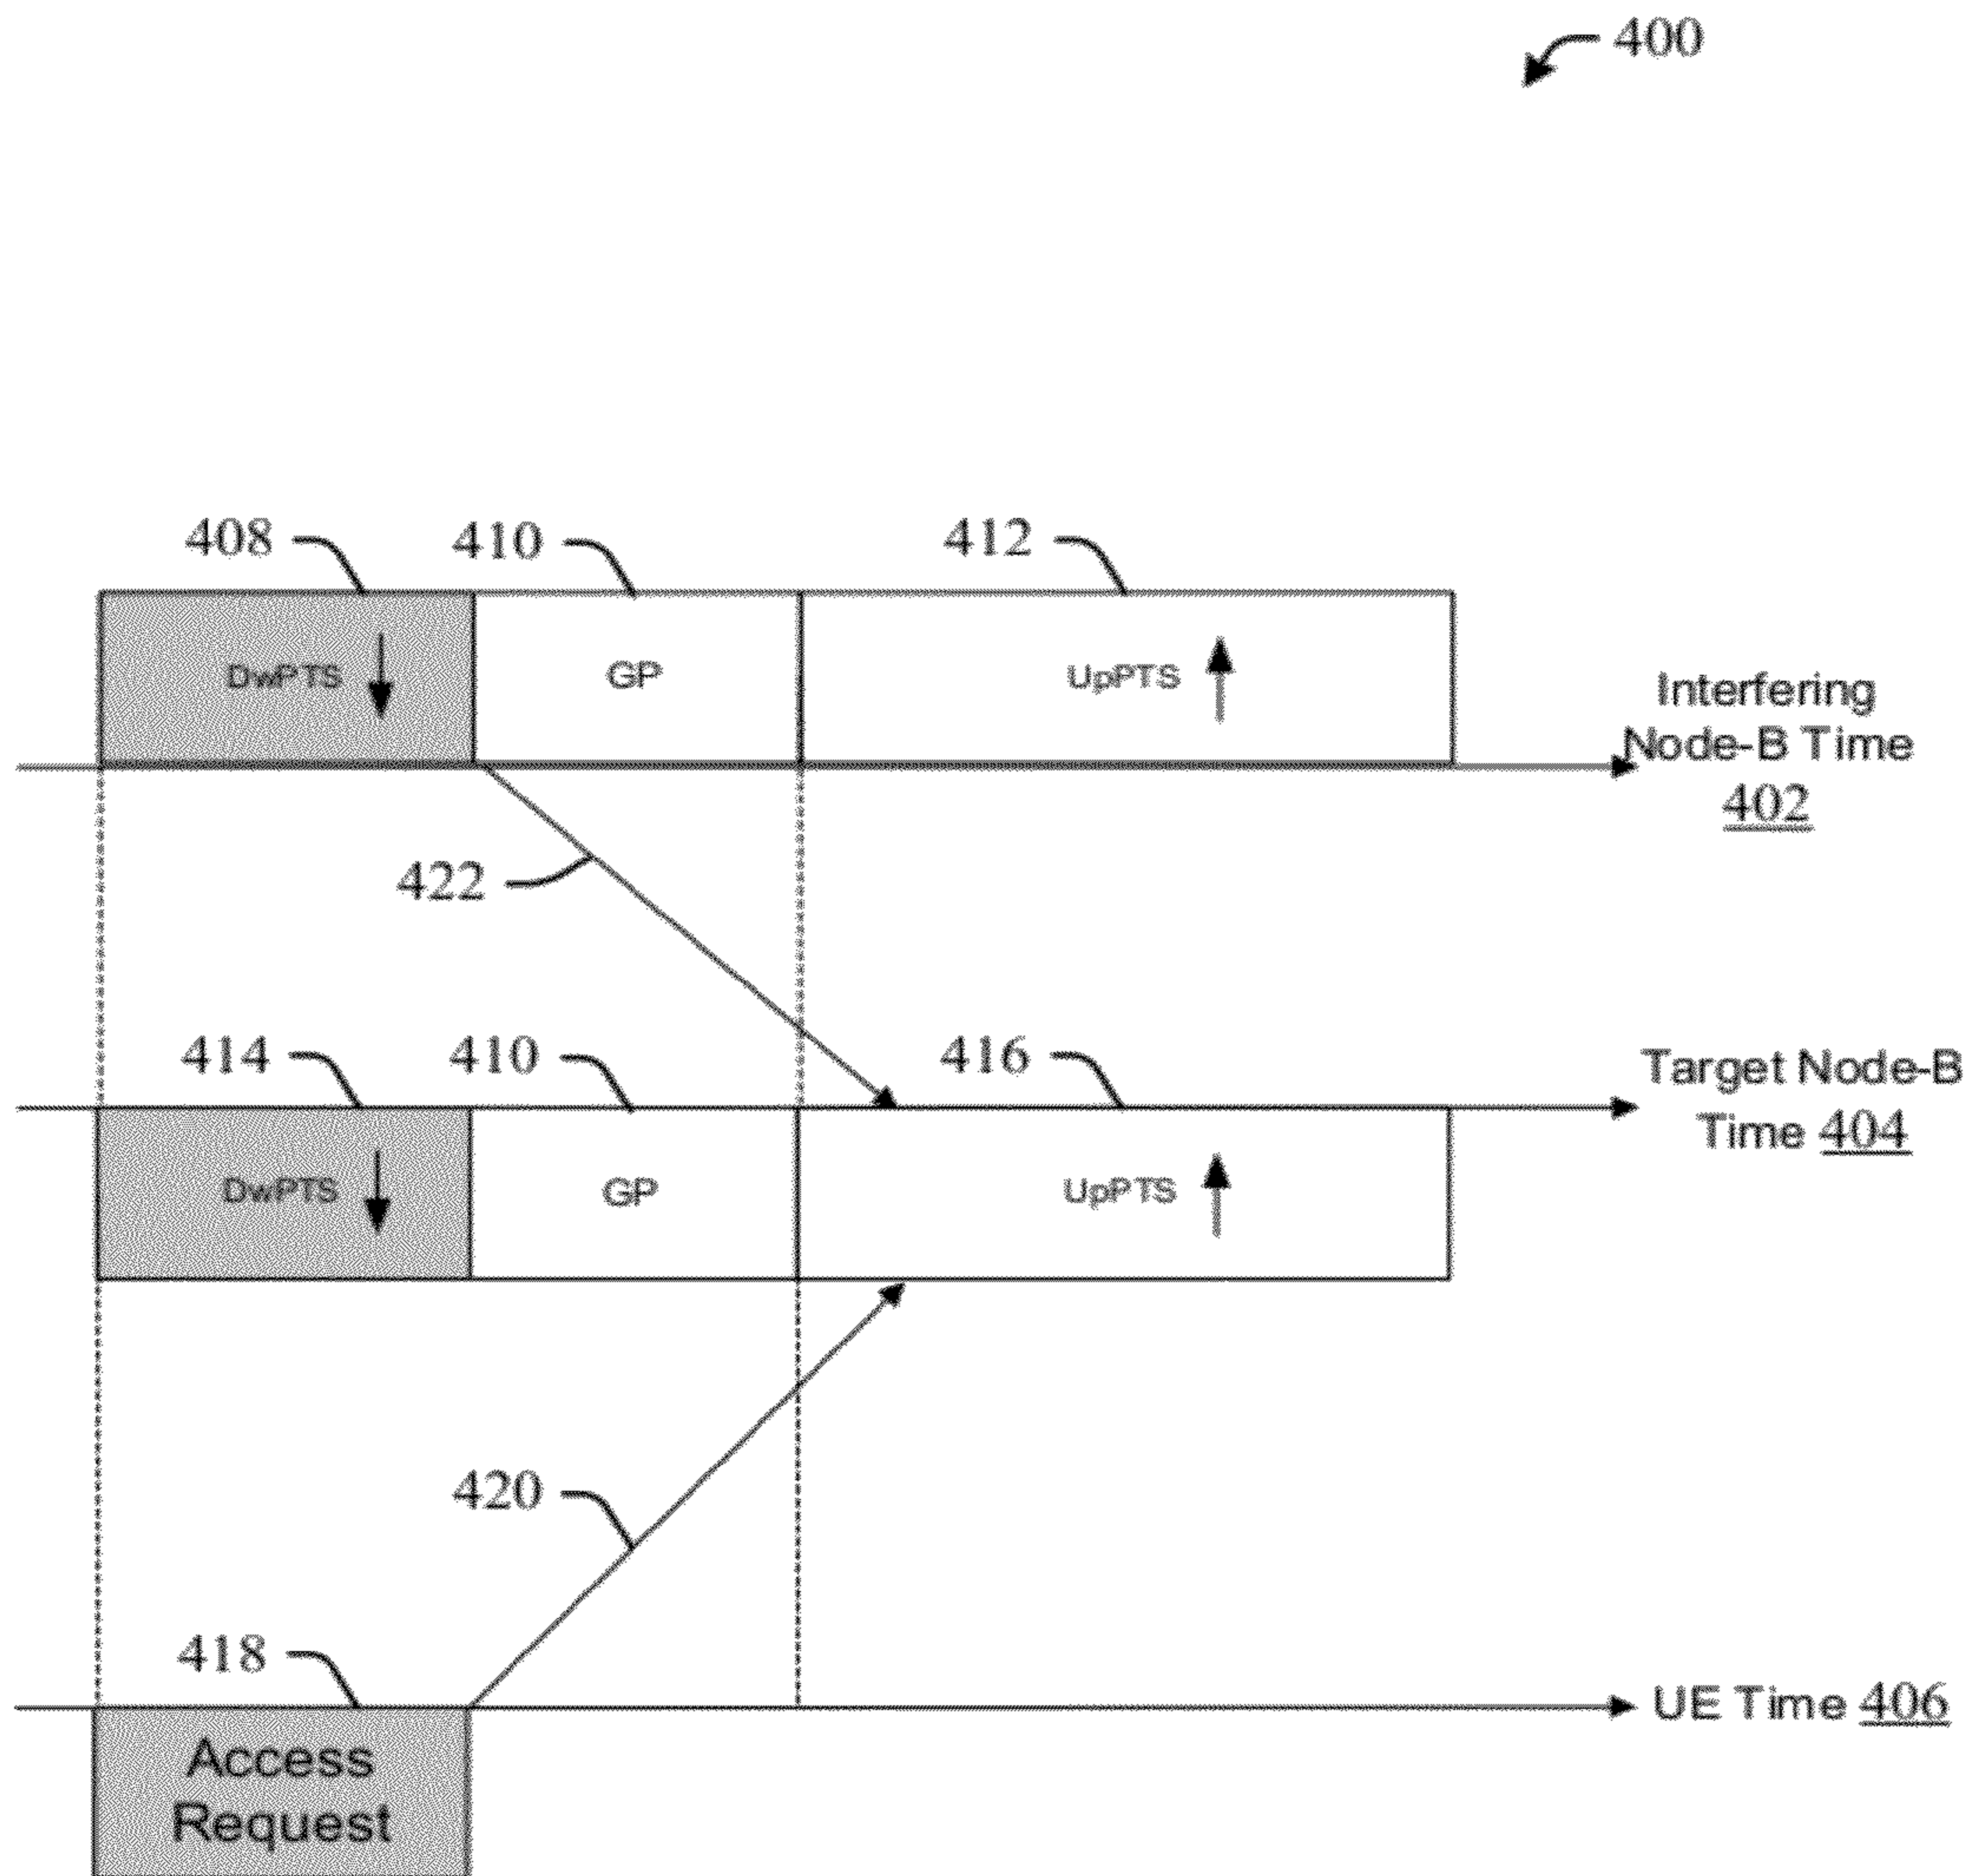 400
408 410 412
DwPTS GP UpPTS
Interfering
Node-B Time
402
422
414 410 416
Target Node-B
Time 404
DwPTS GP UpPTS
420
418
UE Time 406
Access
Request